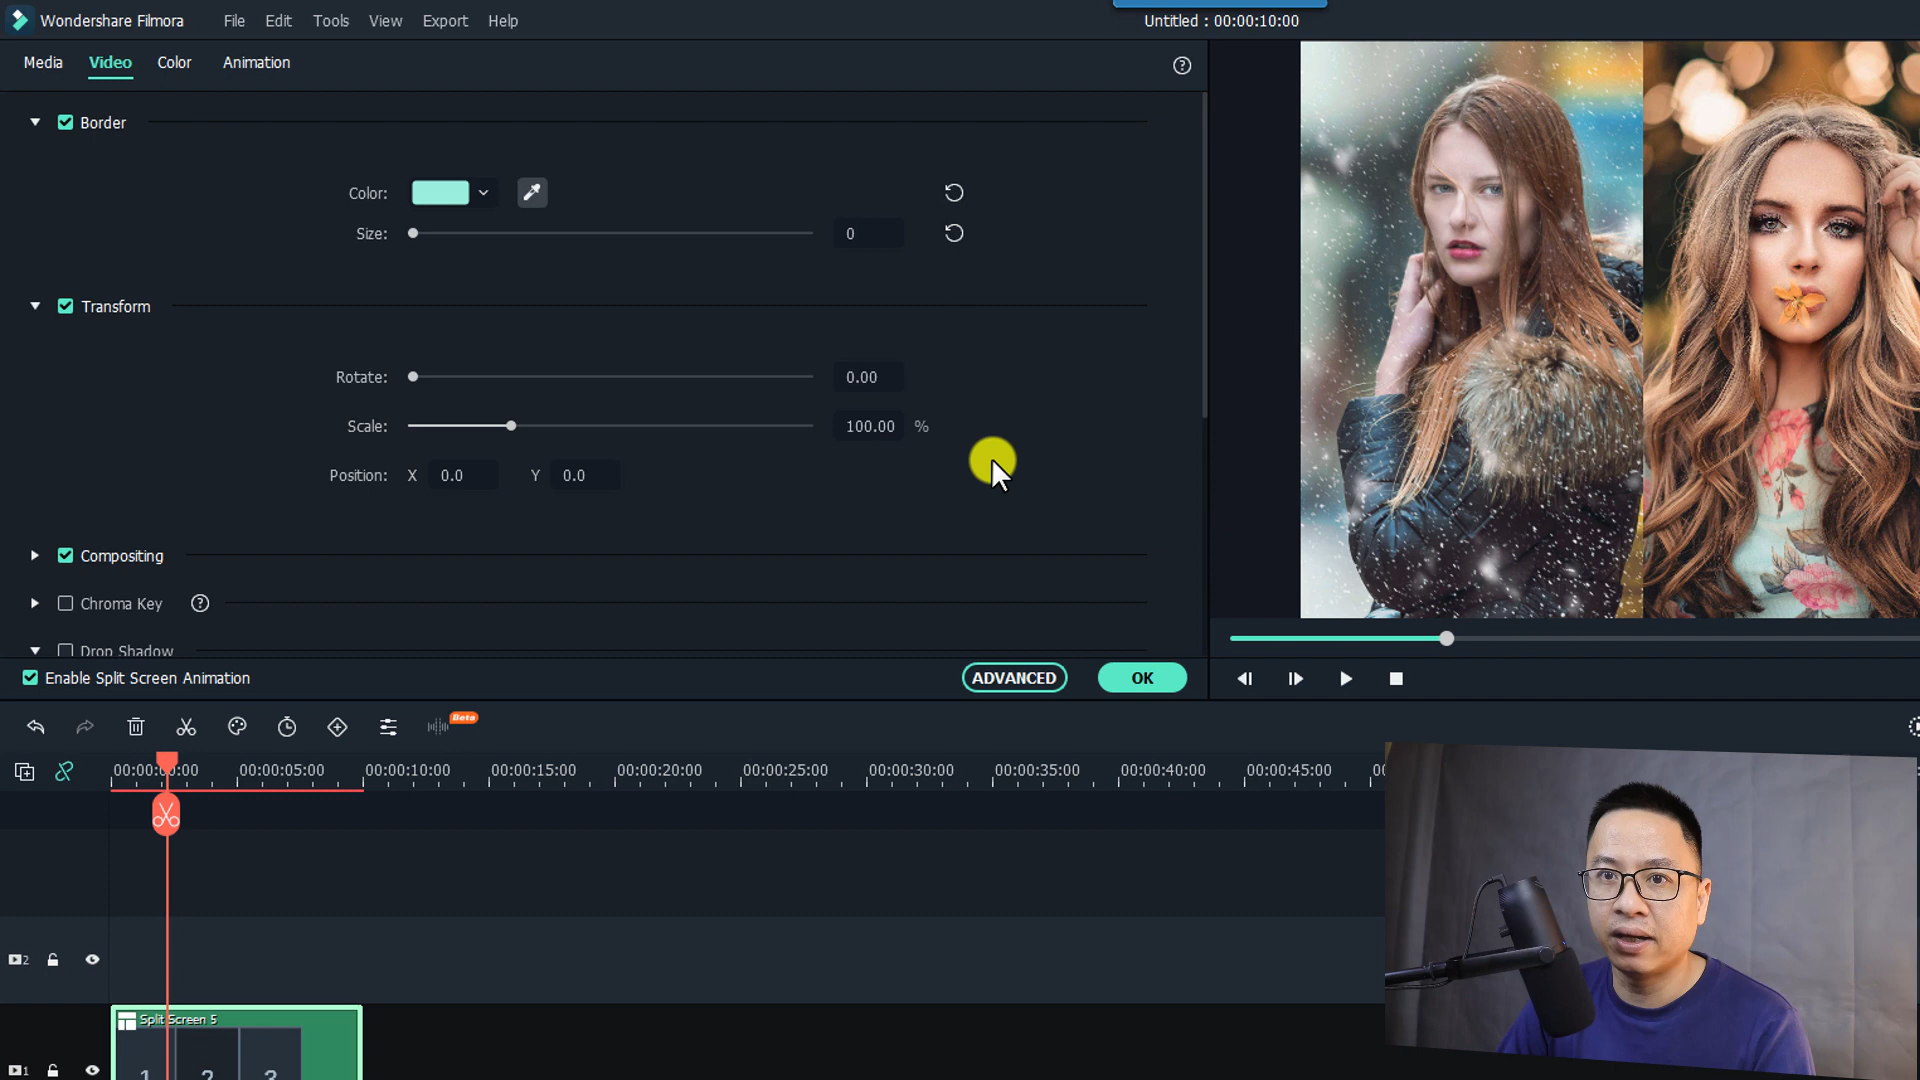 Wondershare Filmora File Edit Tools View Export Help
Untitled : 00:00:10:00
Media Video Color Animation
Border
Color:
Size: 0
Transform
Rotate: 0.00
Scale: 100.00 %
Position: X 0.0 Y 0.0
Compositing
Chroma Key
Drop Shadow
Enable Split Screen Animation ADVANCED OK
Beta
00:00:05:00 00:00:10:00 00:00:15:00 00:00:20:00 00:00:25:00 00:00:30:00 00:00:35:00 00:00:40:00 00:00:45:00
2
Split Screen 5
1
1 2 3